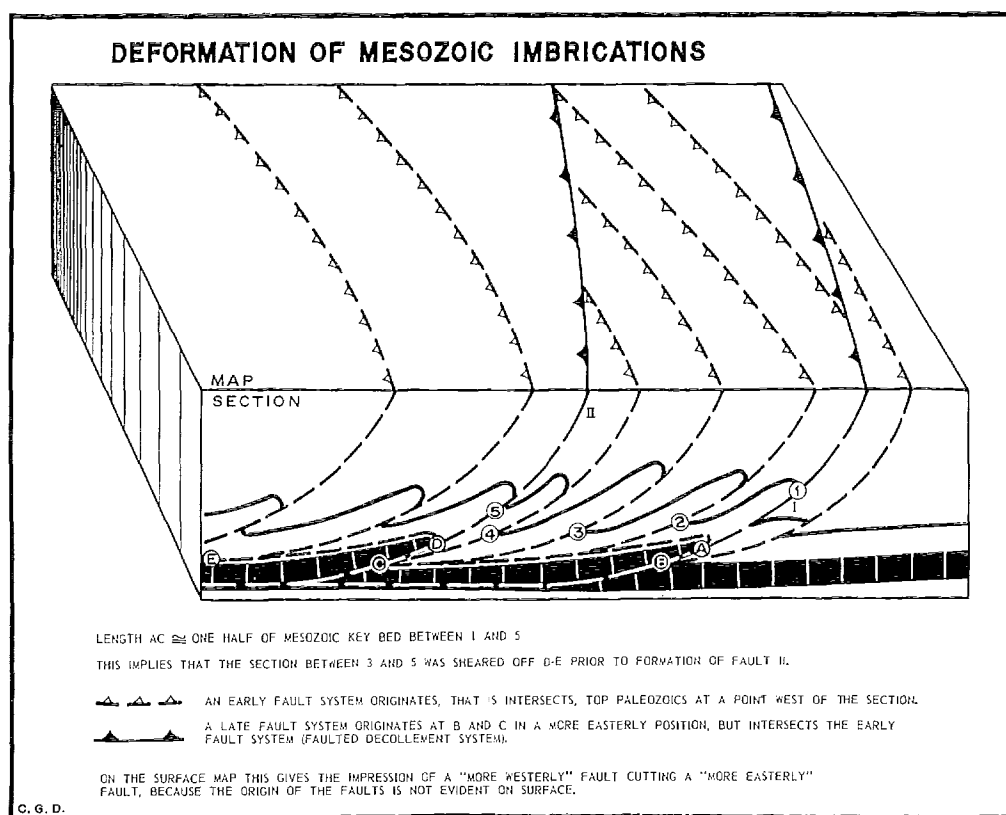 DEFORMATION OF MESOZOIC IMBRICATIONS
MAP
SECTION
II
1
I
5
4
3
2
D
E
C
B
A
LENGTH AC ≅ ONE HALF OF MESOZOIC KEY BED BETWEEN 1 AND 5
THIS IMPLIES THAT THE SECTION BETWEEN 3 AND 5 WAS SHEARED OFF D-E PRIOR TO FORMATION OF FAULT II.
AN EARLY FAULT SYSTEM ORIGINATES, THAT IS INTERSECTS, TOP PALEOZOICS AT A POINT WEST OF THE SECTION.
A LATE FAULT SYSTEM ORIGINATES AT B AND C IN A MORE EASTERLY POSITION, BUT INTERSECTS THE EARLY
FAULT SYSTEM (FAULTED DECOLLEMENT SYSTEM).
ON THE SURFACE MAP THIS GIVES THE IMPRESSION OF A "MORE WESTERLY" FAULT CUTTING A "MORE EASTERLY"
FAULT, BECAUSE THE ORIGIN OF THE FAULTS IS NOT EVIDENT ON SURFACE.
C. G. D.